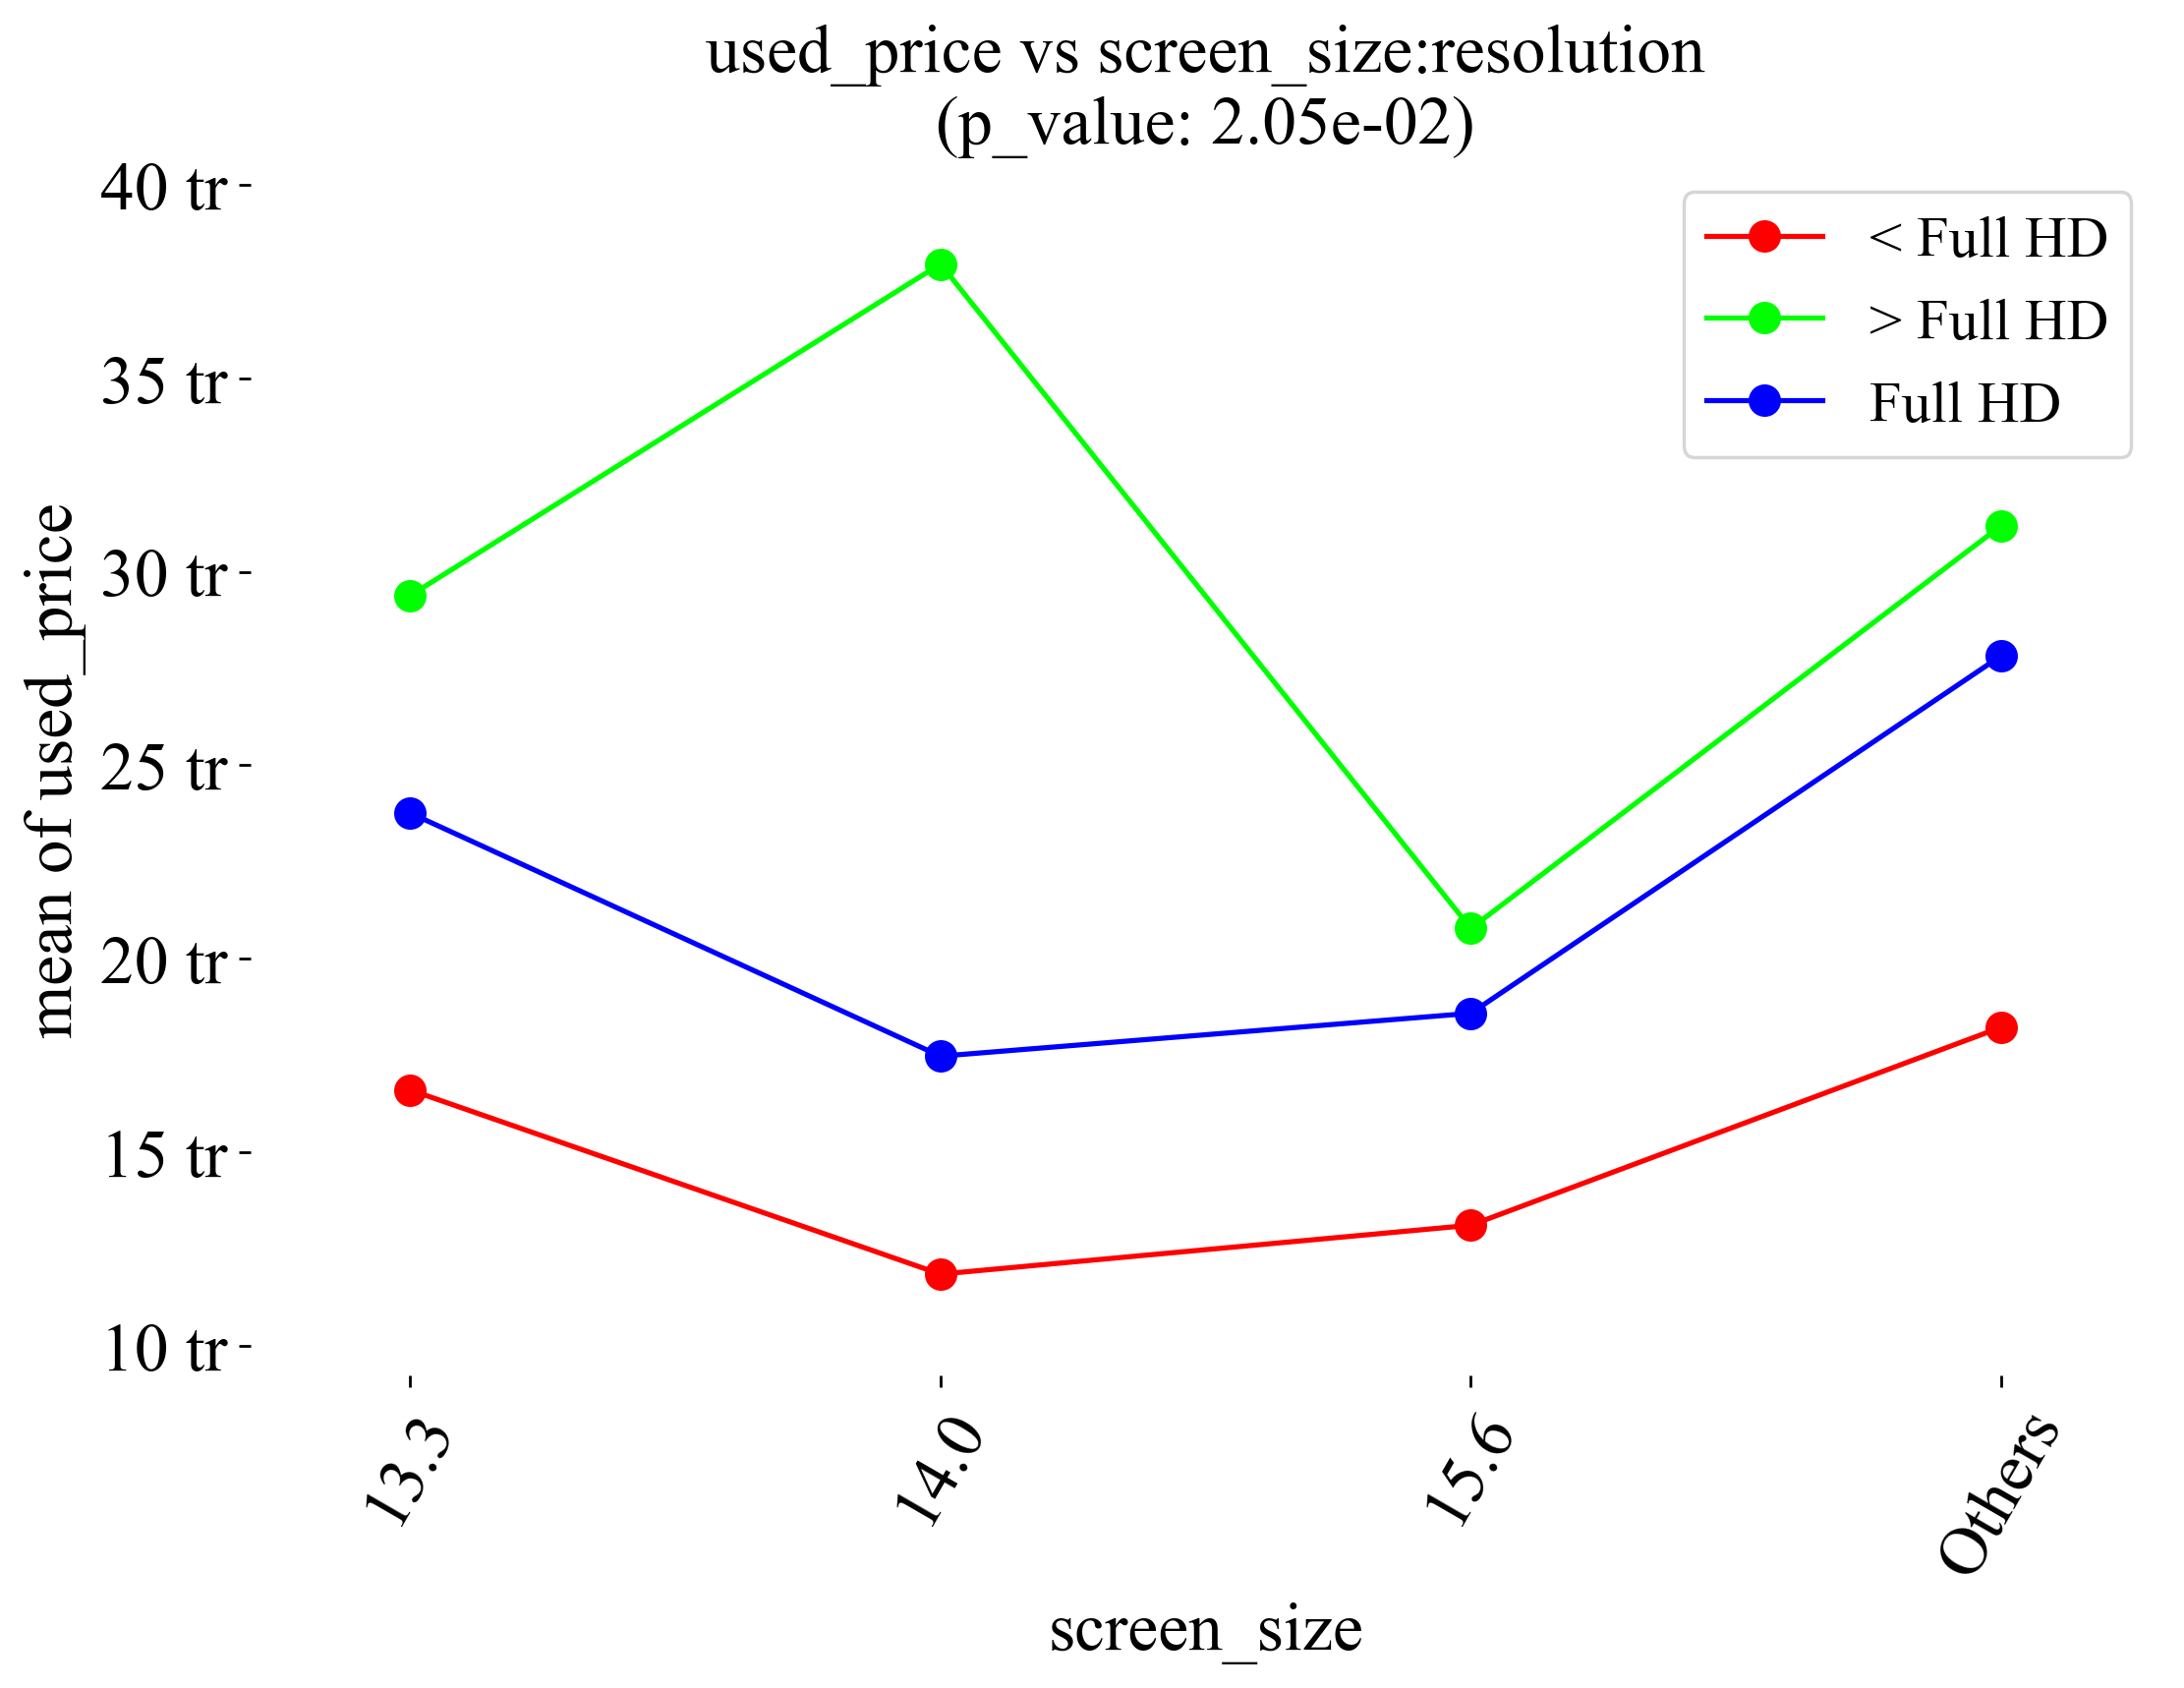 used_price vs screen_size:resolution
(p_value: 2.05e-02)
40 tr
35 tr
30 tr
25 tr
20 tr
15 tr
10 tr
mean of used_price
< Full HD
> Full HD
Full HD
13.3
14.0
15.6
Others
screen_size